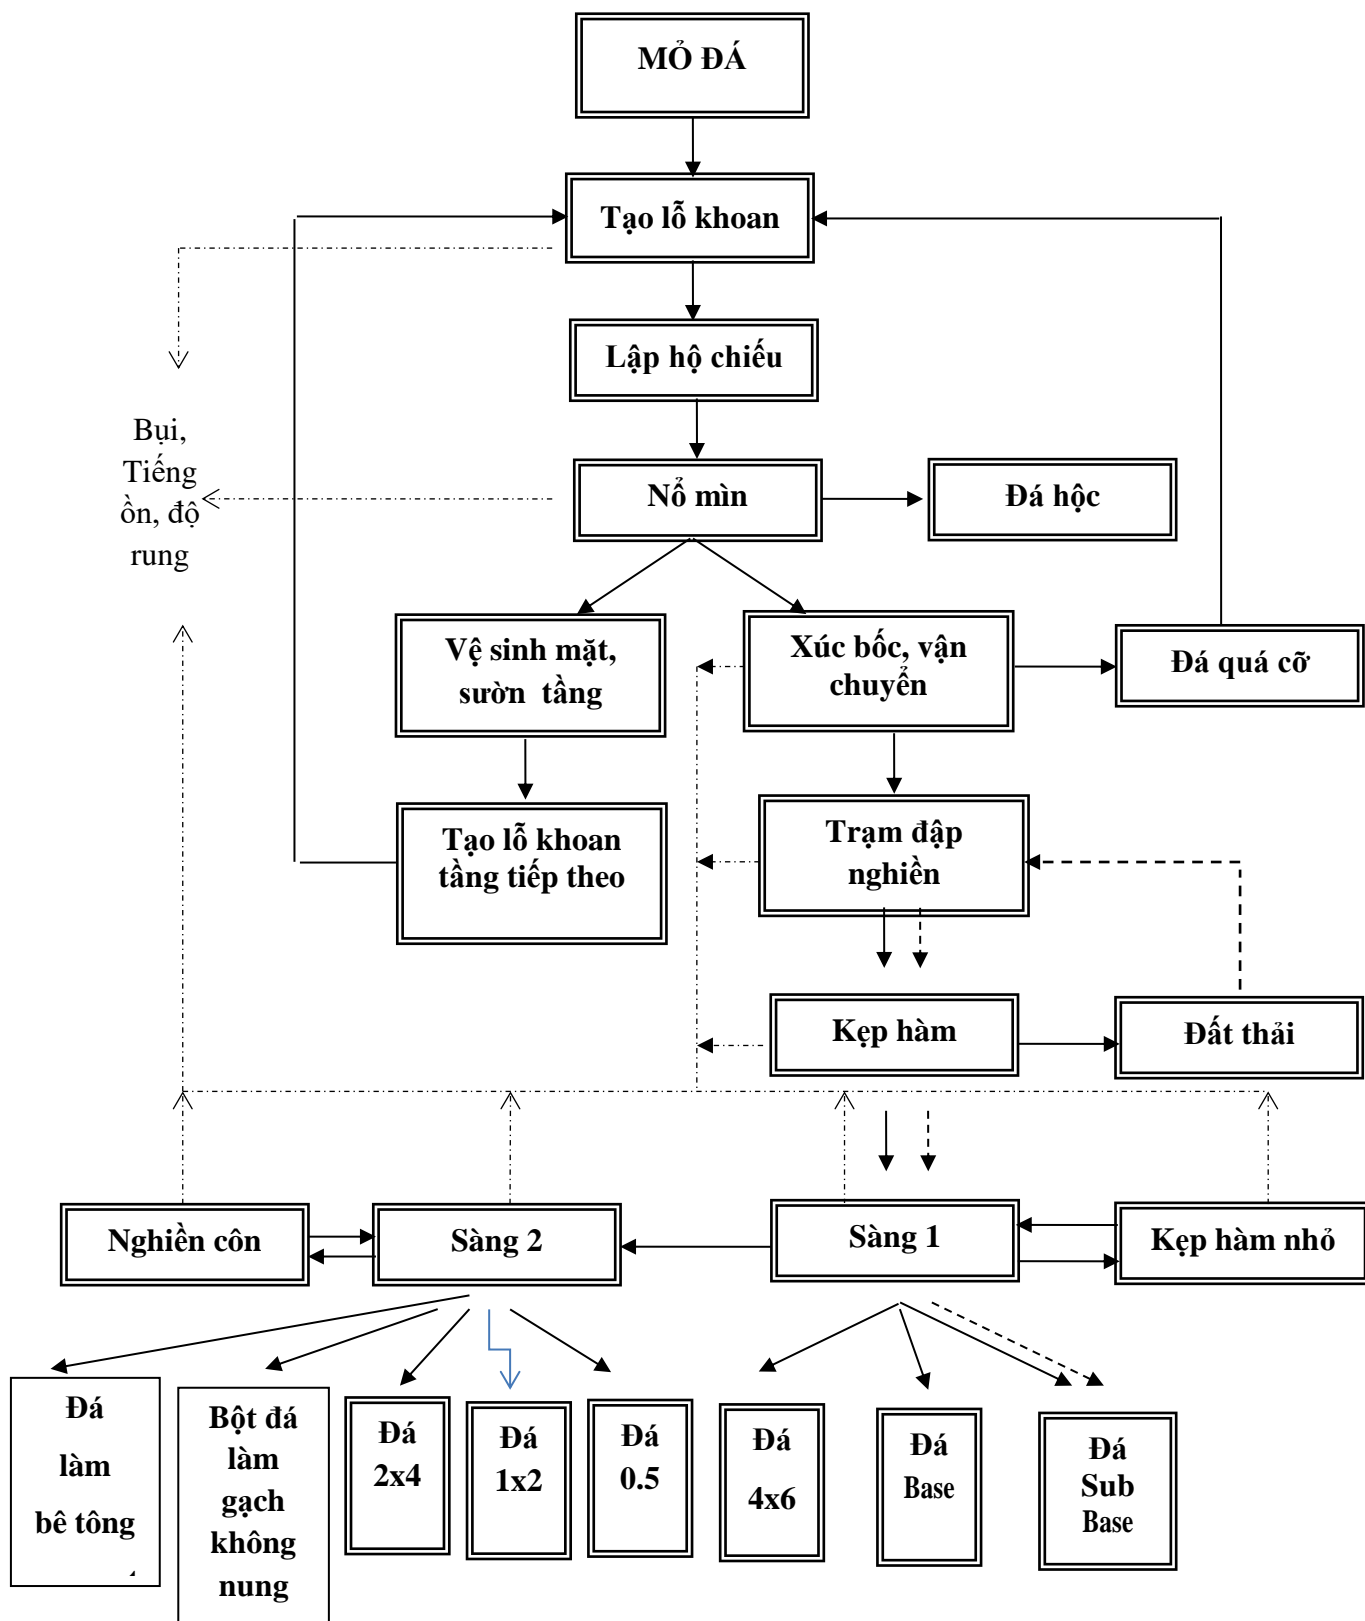 MỎ ĐÁ
Tạo lỗ khoan
Lập hộ chiếu
Bụi,
Tiếng
ồn, độ
rung
Nổ mìn
Đá hộc
Vệ sinh mặt,
sườn tầng
Xúc bốc, vận
chuyển
Đá quá cỡ
Tạo lỗ khoan
tầng tiếp theo
Trạm đập
nghiền
Kẹp hàm
Đất thải
Nghiền côn
Sàng 2
Sàng 1
Kẹp hàm nhỏ
Đá
làm
bê tông
Bột đá
làm
gạch
không
nung
Đá
2x4
Đá
1x2
Đá
0.5
Đá
4x6
Đá
Base
Đá
Sub
Base